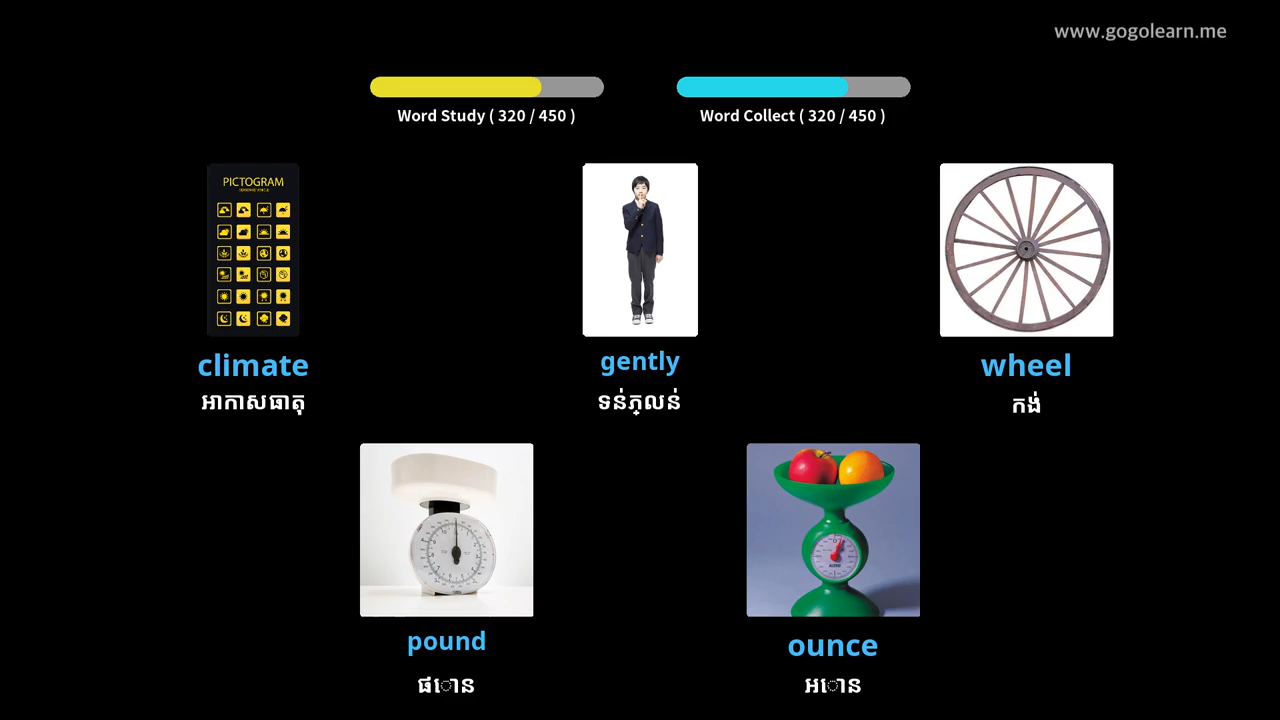 www.gogolearn.me
Word Study ( 320 / 450 )
Word Collect ( 320 / 450 )
PICTOGRAM
climate
អាកាសធាតុ
gently
ទន់ភ្លន់
wheel
កង់
pound
ផោន
ounce
អោន